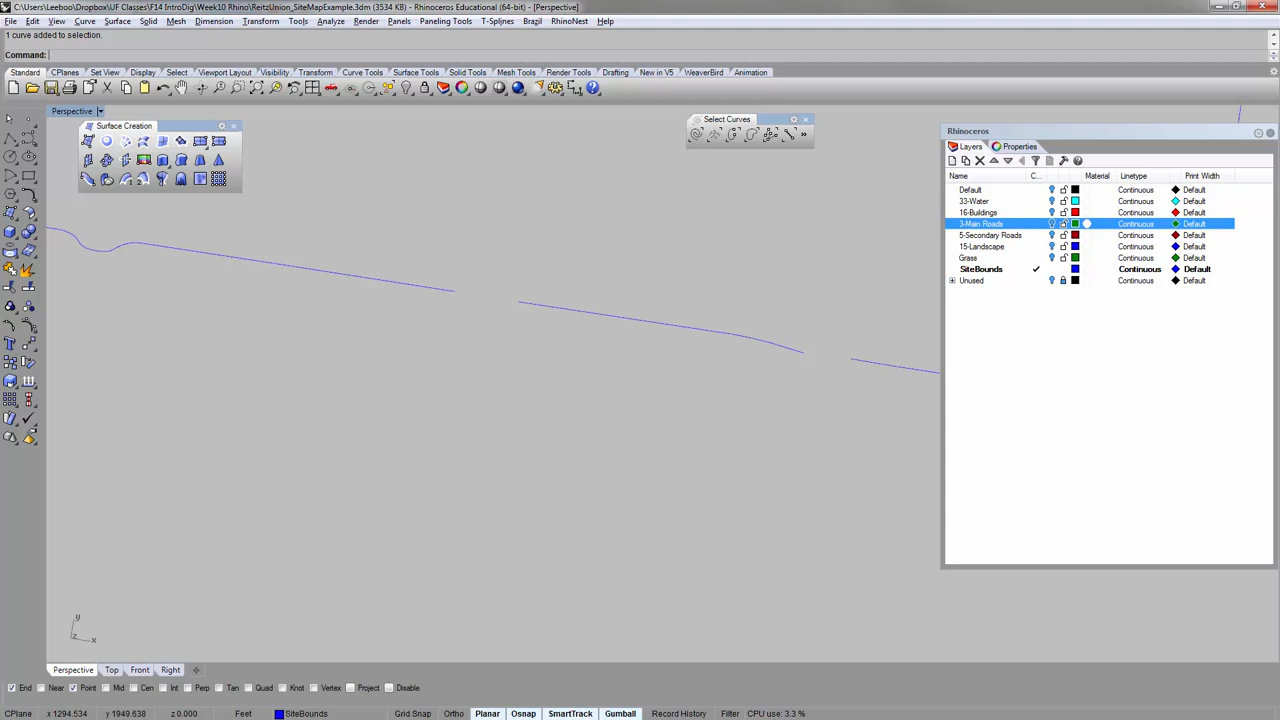 C:\Users\Leeboo\Dropbox\UF Classes\F14 IntroDig\Week10 Rhino\ReitzUnion_SiteMapExample.3dm (3534 KB) - Rhinoceros Educational (64-bit) - [Perspective]
File Edit View Curve Surface Solid Mesh Dimension Transform Tools Analyze Render Panels Paneling Tools T-Splines Brazil RhinoNest Help
1 curve added to selection.
Command:
Standard CPlanes Set View Display Select Viewport Layout Visibility Transform Curve Tools Surface Tools Solid Tools Mesh Tools Render Tools Drafting New in V5 WeaverBird Animation
Perspective
Surface Creation
Select Curves
Rhinoceros
Layers Properties
Name C... Material Linetype Print Width
Default Continuous Default
33-Water Continuous Default
16-Buildings Continuous Default
3-Main Roads Continuous Default
5-Secondary Roads Continuous Default
15-Landscape Continuous Default
Grass Continuous Default
SiteBounds Continuous Default
Unused Continuous Default
y
z x
Perspective Top Front Right
End Near Point Mid Cen Int Perp Tan Quad Knot Vertex Project Disable
CPlane x 1294.534 y 1949.638 z 0.000 Feet SiteBounds Grid Snap Ortho Planar Osnap SmartTrack Gumball Record History Filter CPU use: 3.3 %